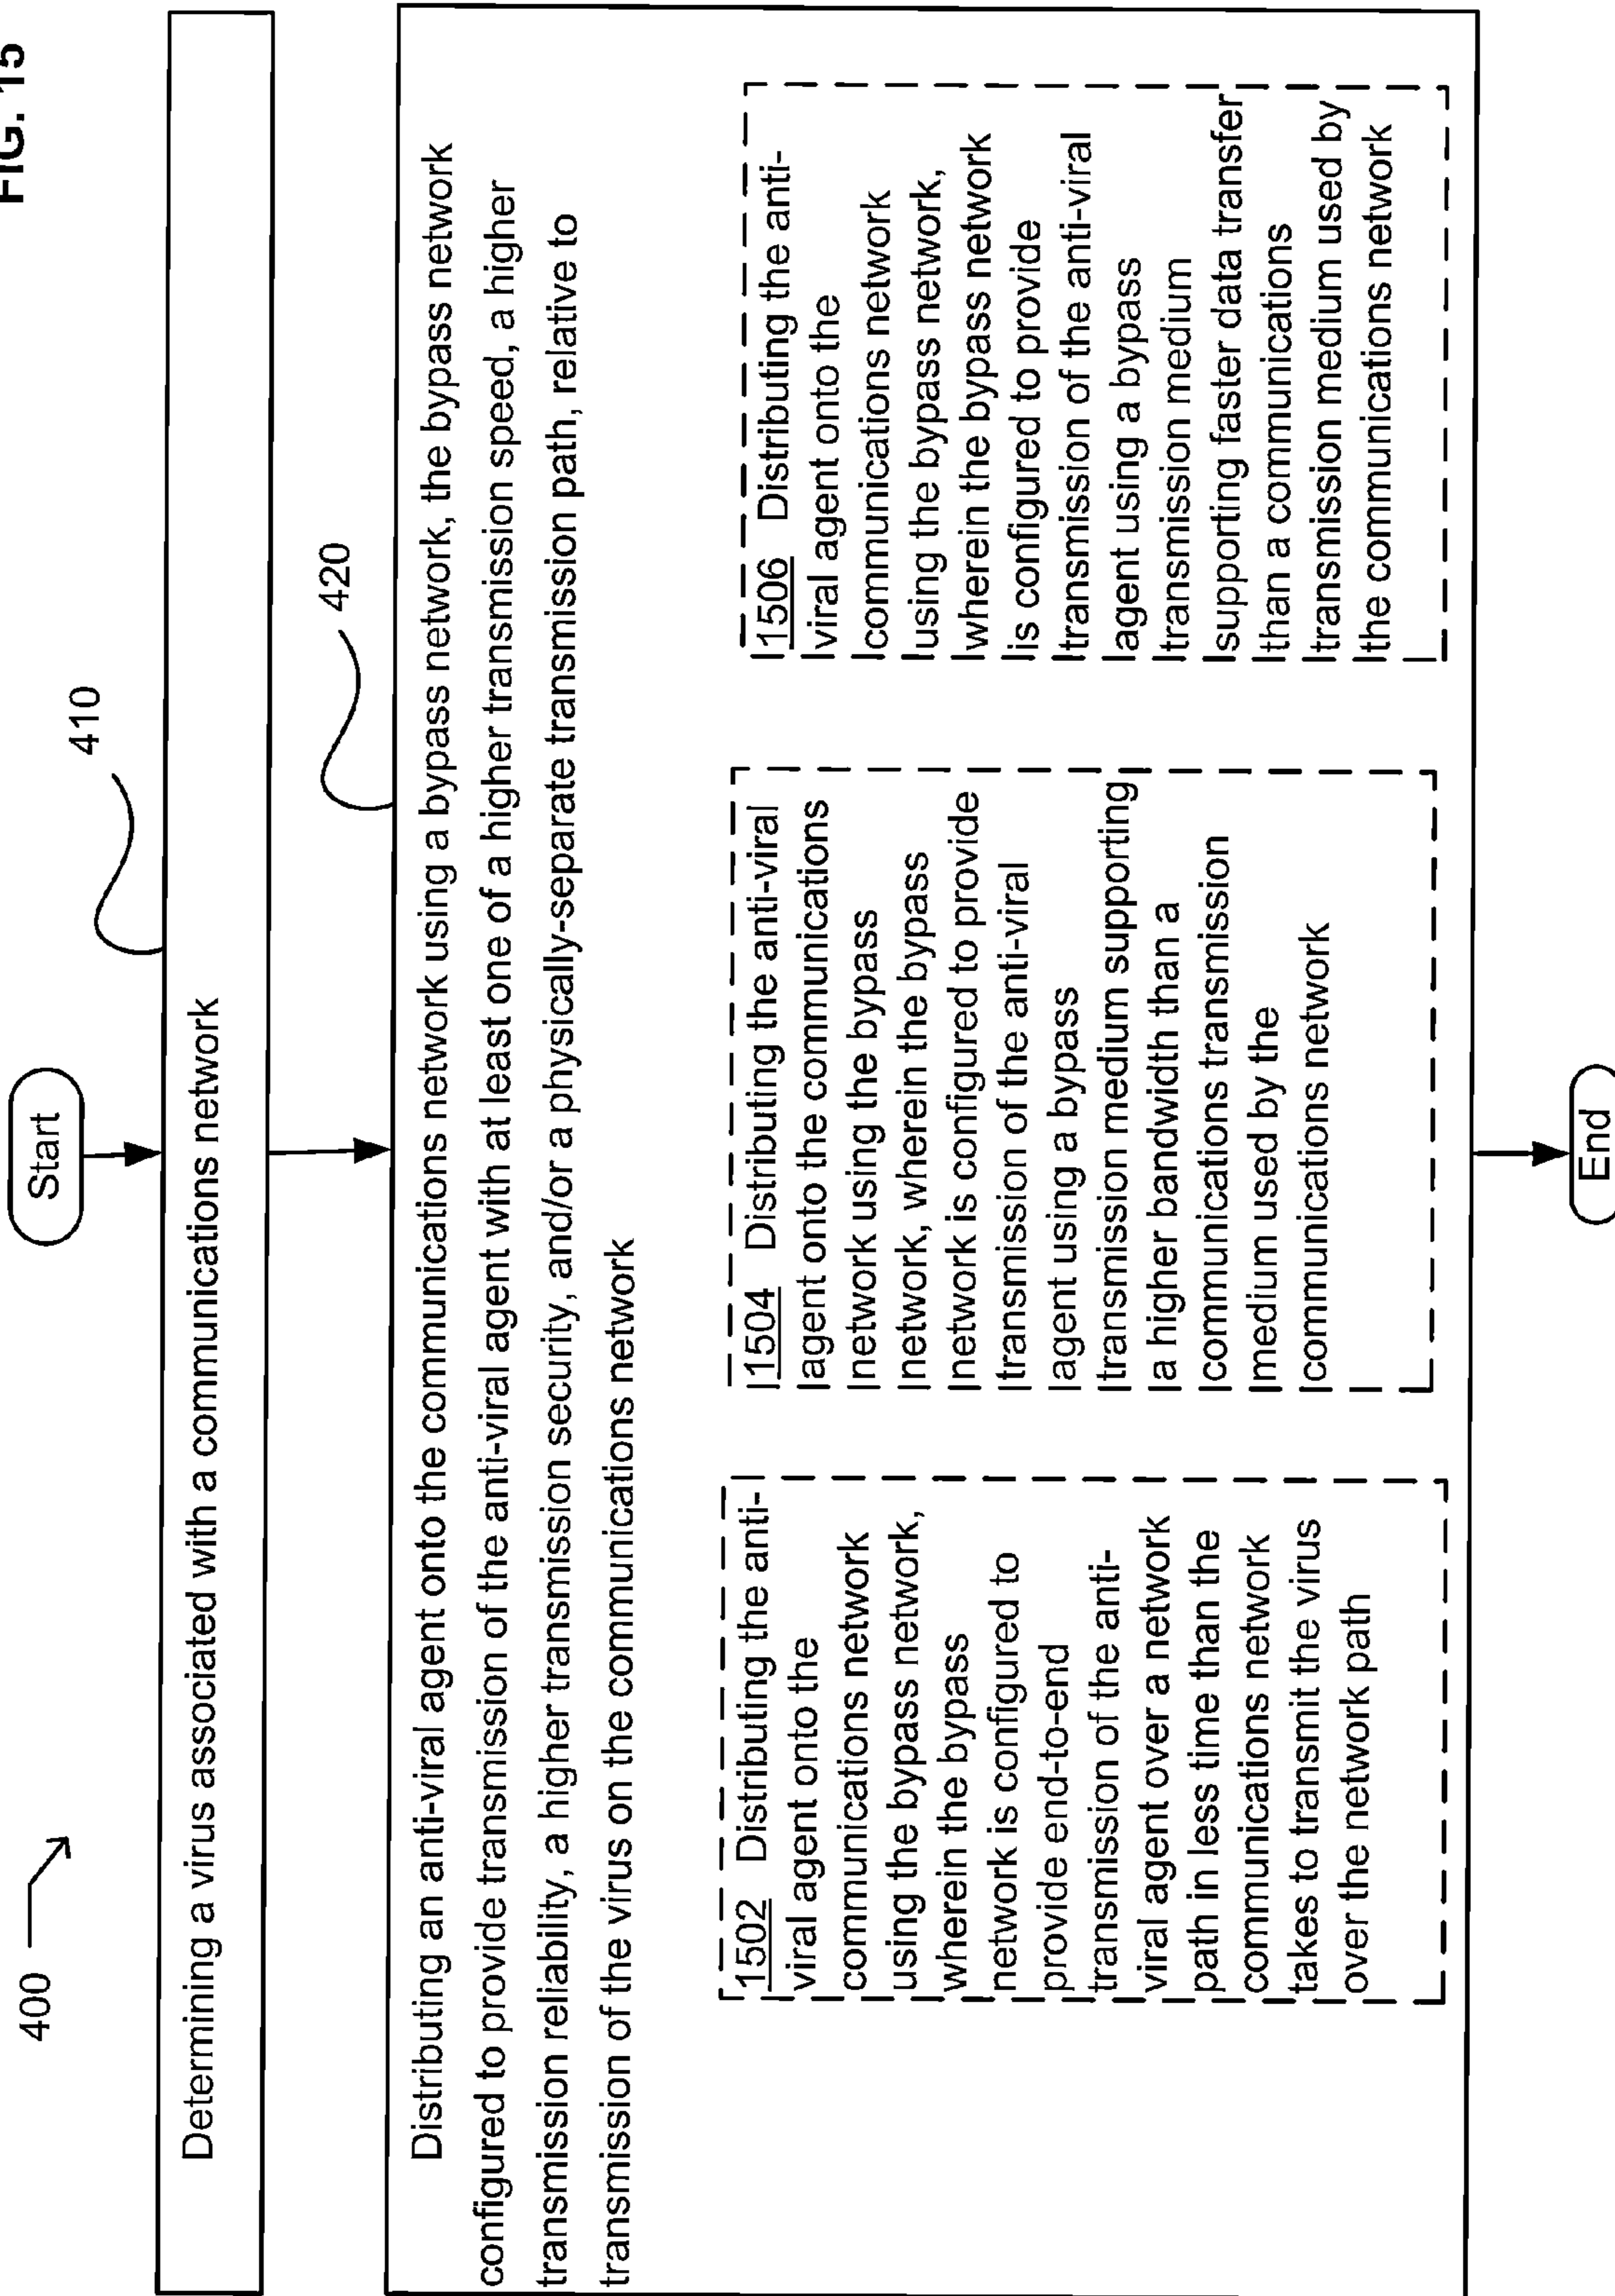 FIG. 15
400
Start
410
Determining a virus associated with a communications network
420
Distributing an anti-viral agent onto the communications network using a bypass network, the bypass network
configured to provide transmission of the anti-viral agent with at least one of a higher transmission speed, a higher
transmission reliability, a higher transmission security, and/or a physically-separate transmission path, relative to
transmission of the virus on the communications network
1502 Distributing the anti-
viral agent onto the
communications network
using the bypass network,
wherein the bypass
network is configured to
provide end-to-end
transmission of the anti-
viral agent over a network
path in less time than the
communications network
takes to transmit the virus
over the network path
1504 Distributing the anti-viral
agent onto the communications
network using the bypass
network, wherein the bypass
network is configured to provide
transmission of the anti-viral
agent using a bypass
transmission medium supporting
a higher bandwidth than a
communications transmission
medium used by the
communications network
1506 Distributing the anti-
viral agent onto the
communications network
using the bypass network,
wherein the bypass network
is configured to provide
transmission of the anti-viral
agent using a bypass
transmission medium
supporting faster data transfer
than a communications
transmission medium used by
the communications network
End